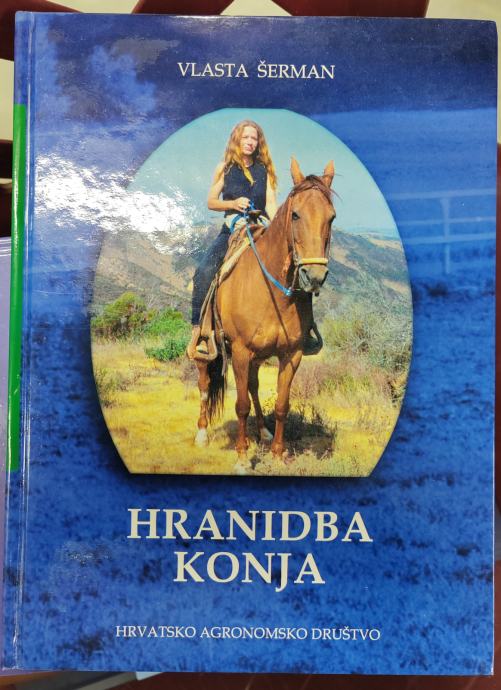 VLASTA ŠERMAN
HRANIDBA
KONJA
HRVATSKO AGRONOMSKO DRUŠTVO